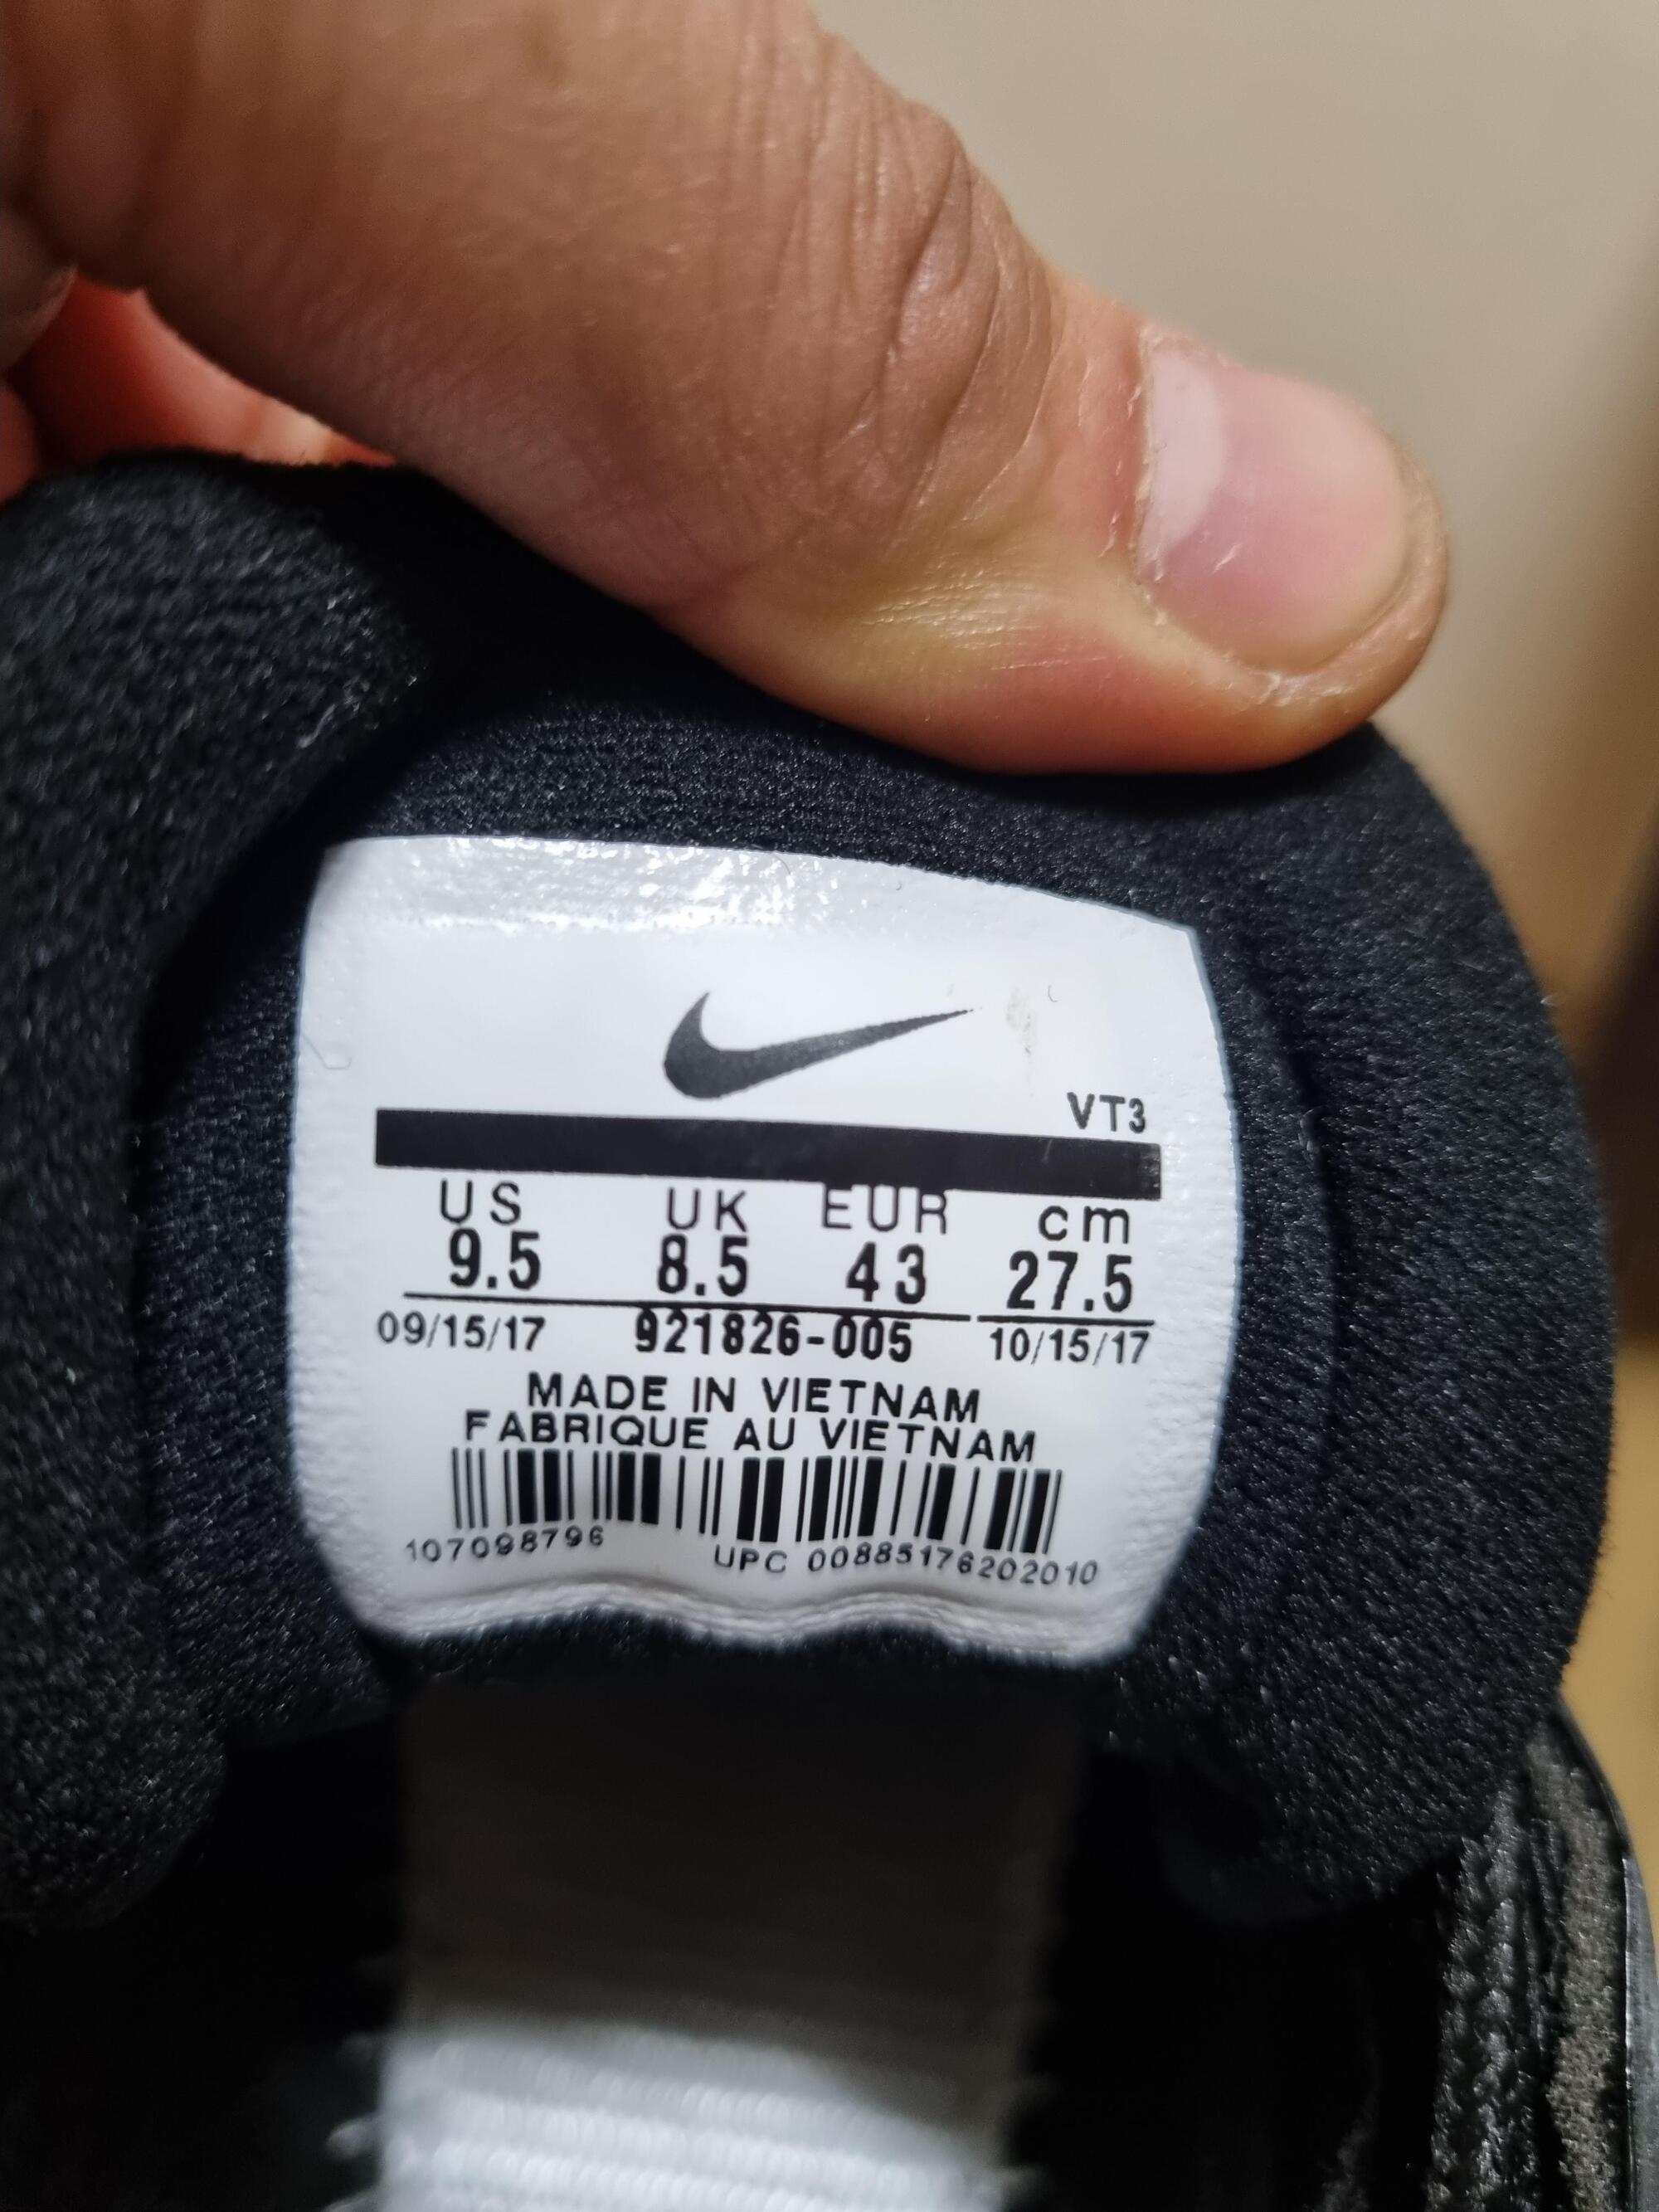 VT3
US UK EUR cm
9.5 8.5 43 27.5
09/15/17 921826-005 10/15/17
MADE IN VIETNAM
FABRIQUE AU VIETNAM
107098796 UPC 00885176202010